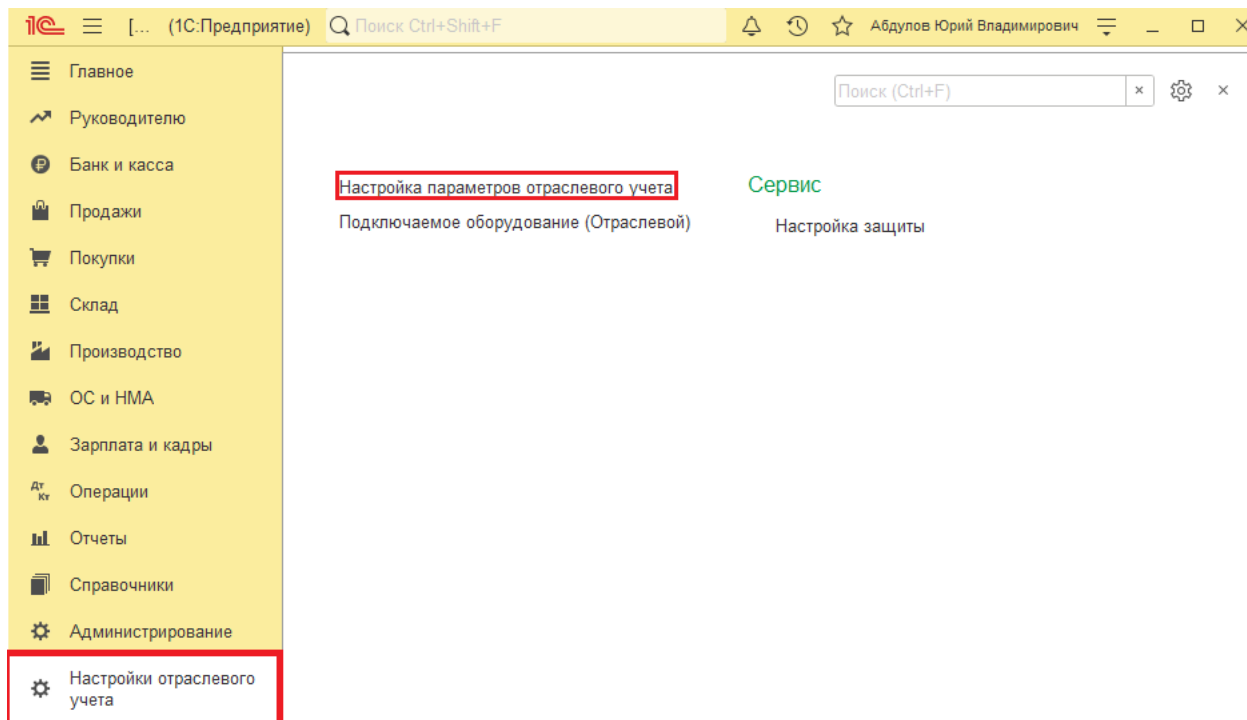 1С [... (1С:Предприятие) Поиск Ctrl+Shift+F Абдулов Юрий Владимирович
Главное
Руководителю
Банк и касса
Продажи
Покупки
Склад
Производство
ОС и НМА
Зарплата и кадры
Дт Кт Операции
Отчеты
Справочники
Администрирование
Настройки отраслевого
учета
Поиск (Ctrl+F)
Настройка параметров отраслевого учета
Подключаемое оборудование (Отраслевой)
Сервис
Настройка защиты